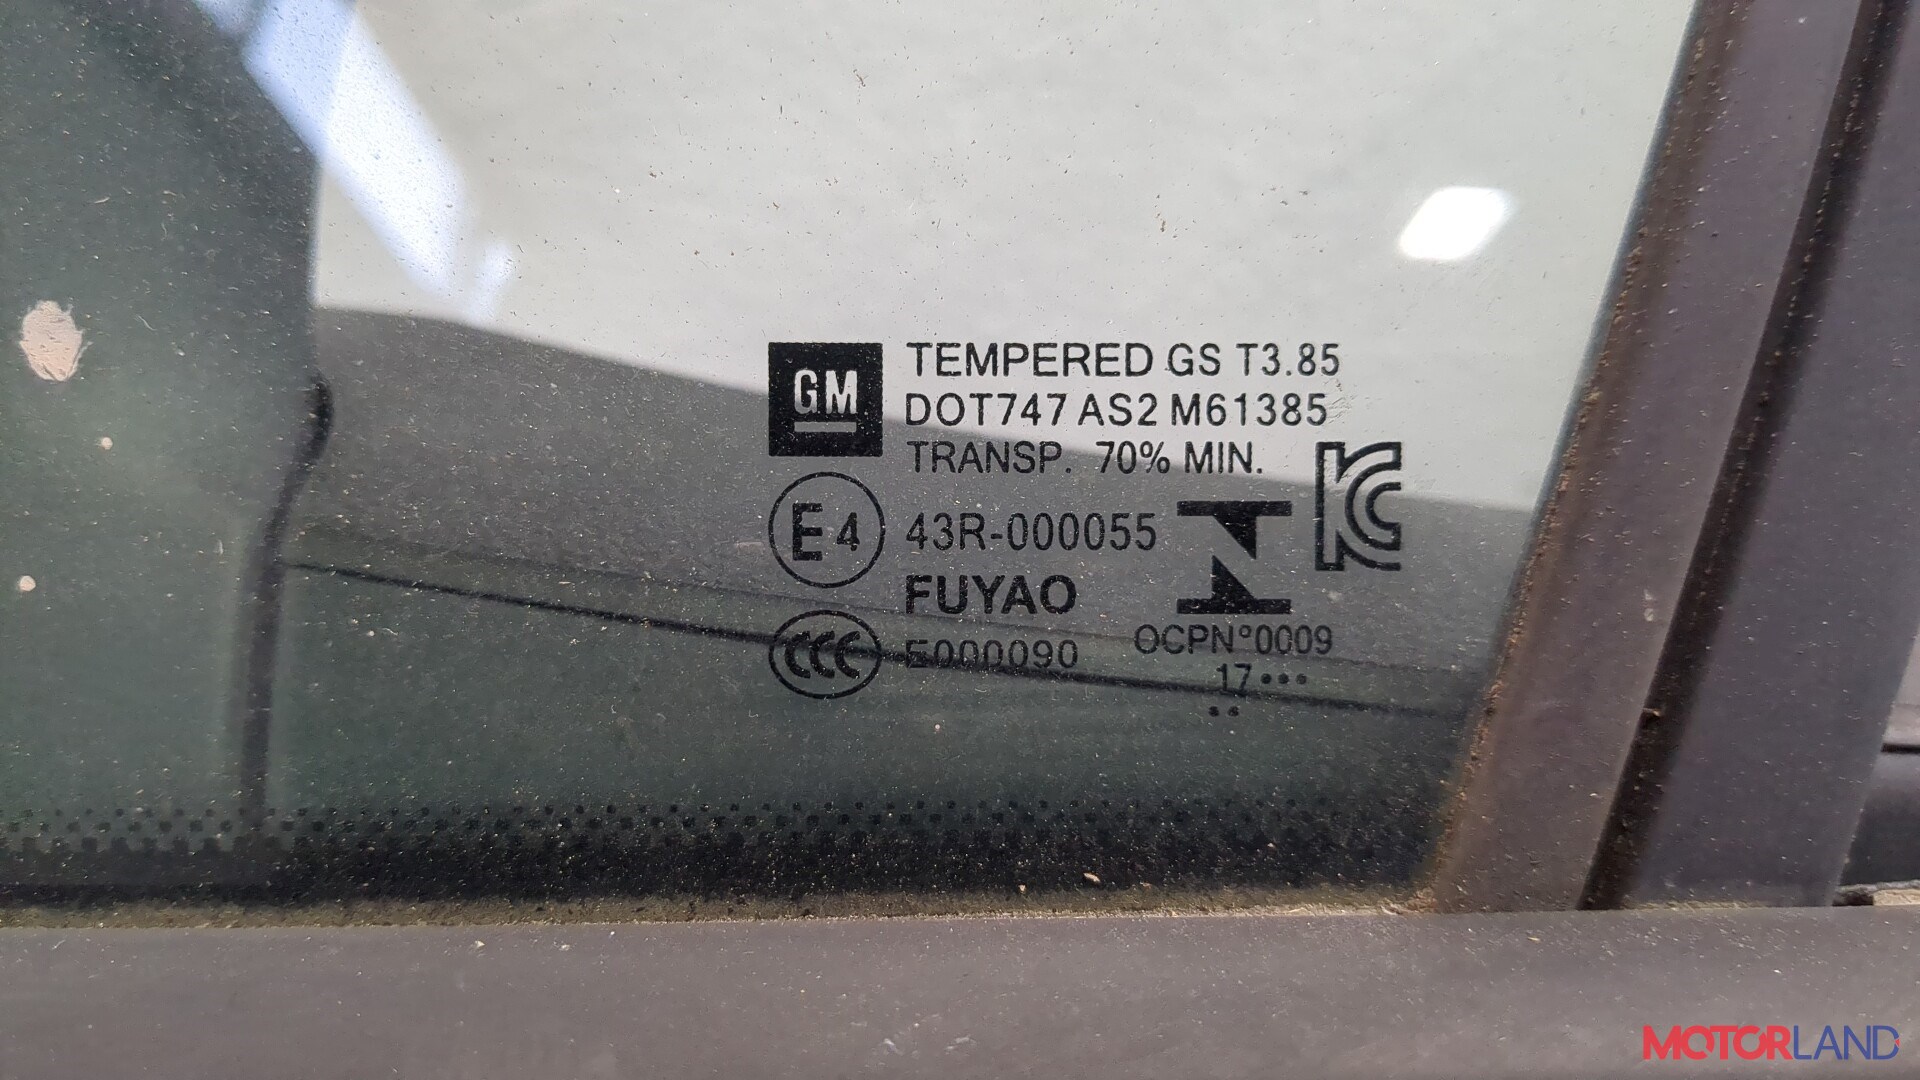 GM
TEMPERED GS T3.85
DOT747 AS2 M61385
TRANSP. 70% MIN.
E4 43R-000055
FUYAO
CCC E000090
KC
N
OCPN°0009
17•••
••
MOTORLAND